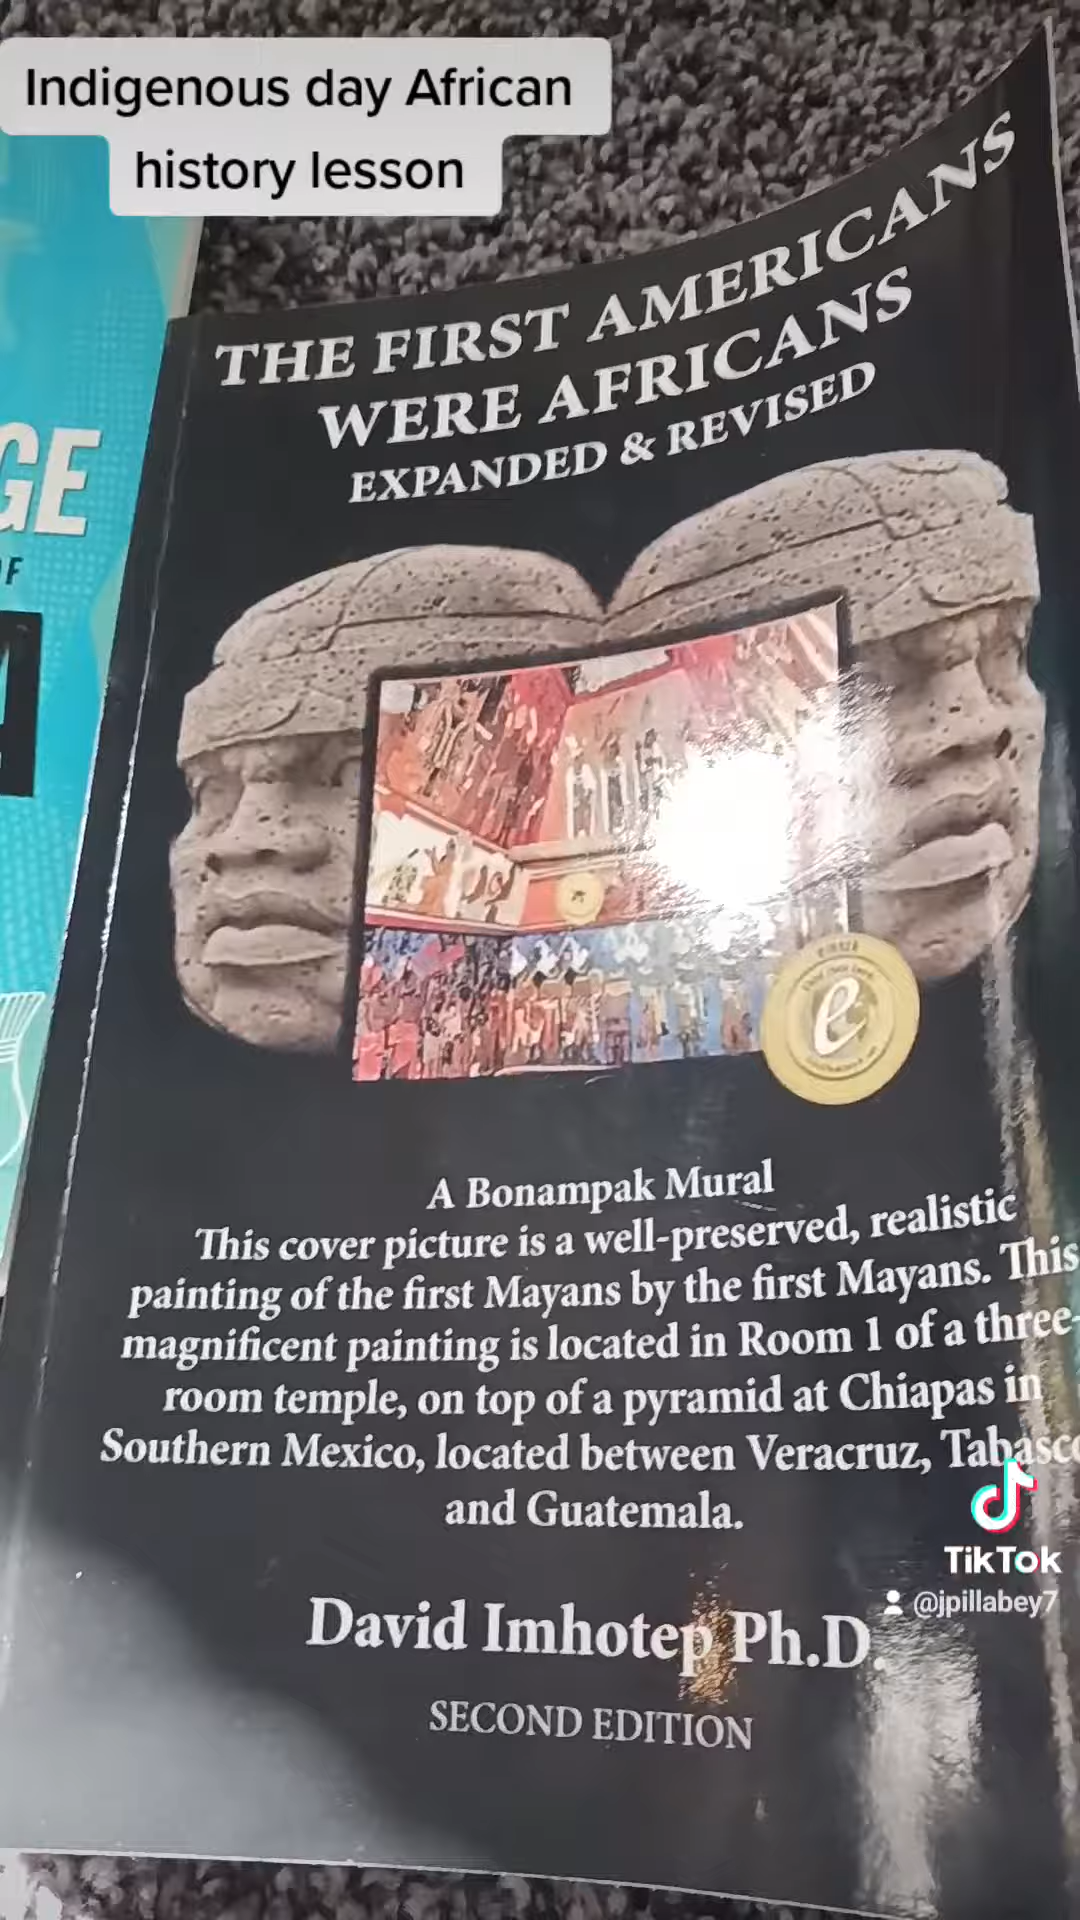 Indigenous day African
history lesson
GE
OF
THE FIRST AMERICANS
WERE AFRICANS
EXPANDED & REVISED
e
A Bonampak Mural
This cover picture is a well-preserved, realistic
painting of the first Mayans by the first Mayans. This
magnificent painting is located in Room 1 of a three-
room temple, on top of a pyramid at Chiapas in
Southern Mexico, located between Veracruz, Tabasco
and Guatemala.
TikTok
@jpillabey7
David Imhotep Ph.D.
SECOND EDITION